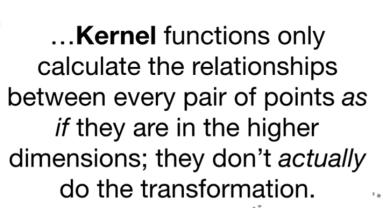 ...Kernel functions only
calculate the relationships
between every pair of points as
if they are in the higher
dimensions; they don't actually
do the transformation.